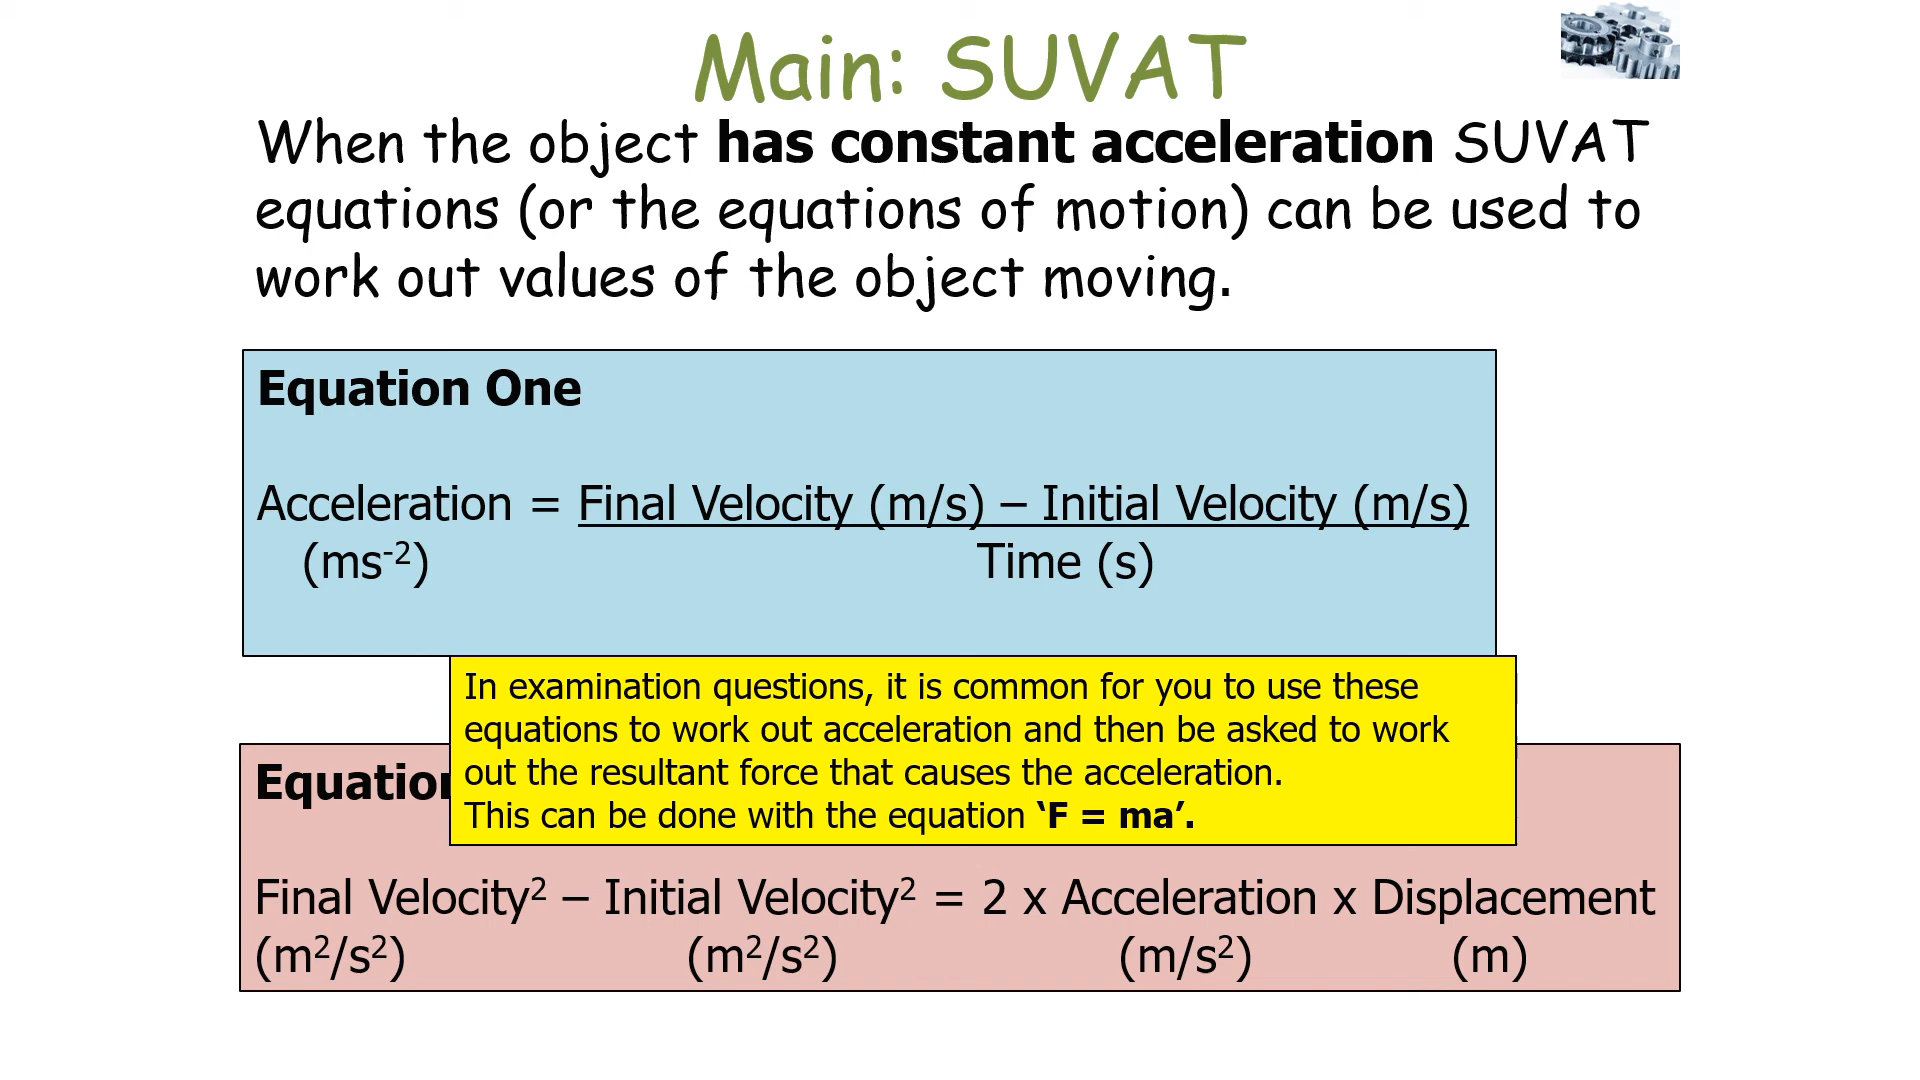 Main: SUVAT
When the object has constant acceleration SUVAT
equations (or the equations of motion) can be used to
work out values of the object moving.
Equation One
Acceleration = Final Velocity (m/s) – Initial Velocity (m/s)
(ms⁻²) Time (s)
In examination questions, it is common for you to use these
equations to work out acceleration and then be asked to work
out the resultant force that causes the acceleration.
This can be done with the equation ‘F = ma’.
Equation
Final Velocity² – Initial Velocity² = 2 x Acceleration x Displacement
(m²/s²) (m²/s²) (m/s²) (m)